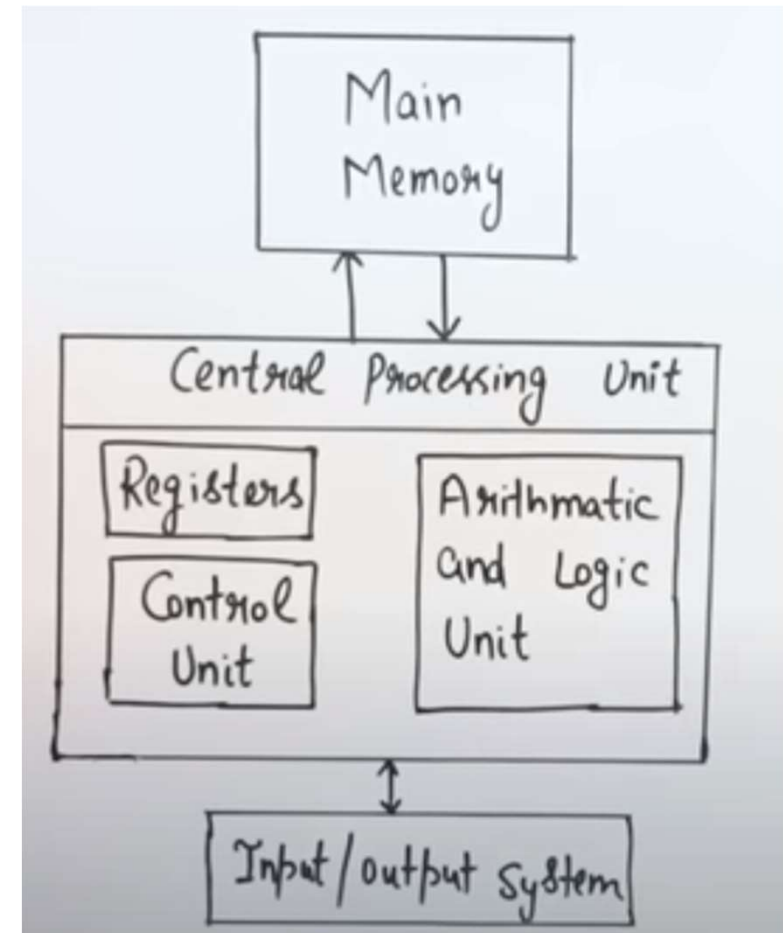 Main
Memory
Central Processing Unit
Registers
Control
Unit
Arithmatic
and Logic
Unit
Input/output system